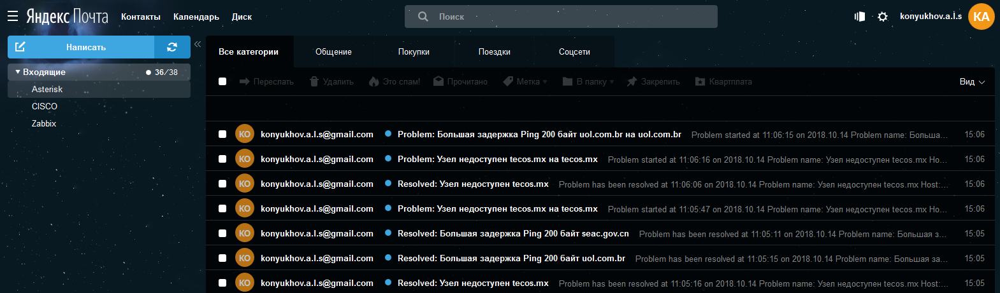 Яндекс Почта Контакты Календарь Диск Поиск konyukhov.a.l.s КА
Написать
Все категории Общение Покупки Поездки Соцсети
Входящие 36/38
Переслать Удалить Это спам! Прочитано Метка В папку Закрепить Квартплата Вид
Asterisk
CISCO
Zabbix
КО konyukhov.a.l.s@gmail.com Problem: Большая задержка Ping 200 байт uol.com.br на uol.com.br Problem started at 11:06:15 on 2018.10.14 Problem name: Больша... 15:06
КО konyukhov.a.l.s@gmail.com Problem: Узел недоступен tecos.mx на tecos.mx Problem started at 11:06:16 on 2018.10.14 Problem name: Узел недоступен tecos.mx Ho... 15:06
КО konyukhov.a.l.s@gmail.com Resolved: Узел недоступен tecos.mx Problem has been resolved at 11:06:06 on 2018.10.14 Problem name: Узел недоступен tecos.mx Host:... 15:06
КО konyukhov.a.l.s@gmail.com Problem: Узел недоступен tecos.mx на tecos.mx Problem started at 11:05:47 on 2018.10.14 Problem name: Узел недоступен tecos.mx Ho... 15:06
КО konyukhov.a.l.s@gmail.com Resolved: Большая задержка Ping 200 байт seac.gov.cn Problem has been resolved at 11:05:11 on 2018.10.14 Problem name: Большая з... 15:05
КО konyukhov.a.l.s@gmail.com Resolved: Большая задержка Ping 200 байт uol.com.br Problem has been resolved at 11:05:15 on 2018.10.14 Problem name: Большая за... 15:05
КО konyukhov.a.l.s@gmail.com Resolved: Узел недоступен tecos.mx Problem has been resolved at 11:05:16 on 2018.10.14 Problem name: Узел недоступен tecos.mx Host:... 15:05